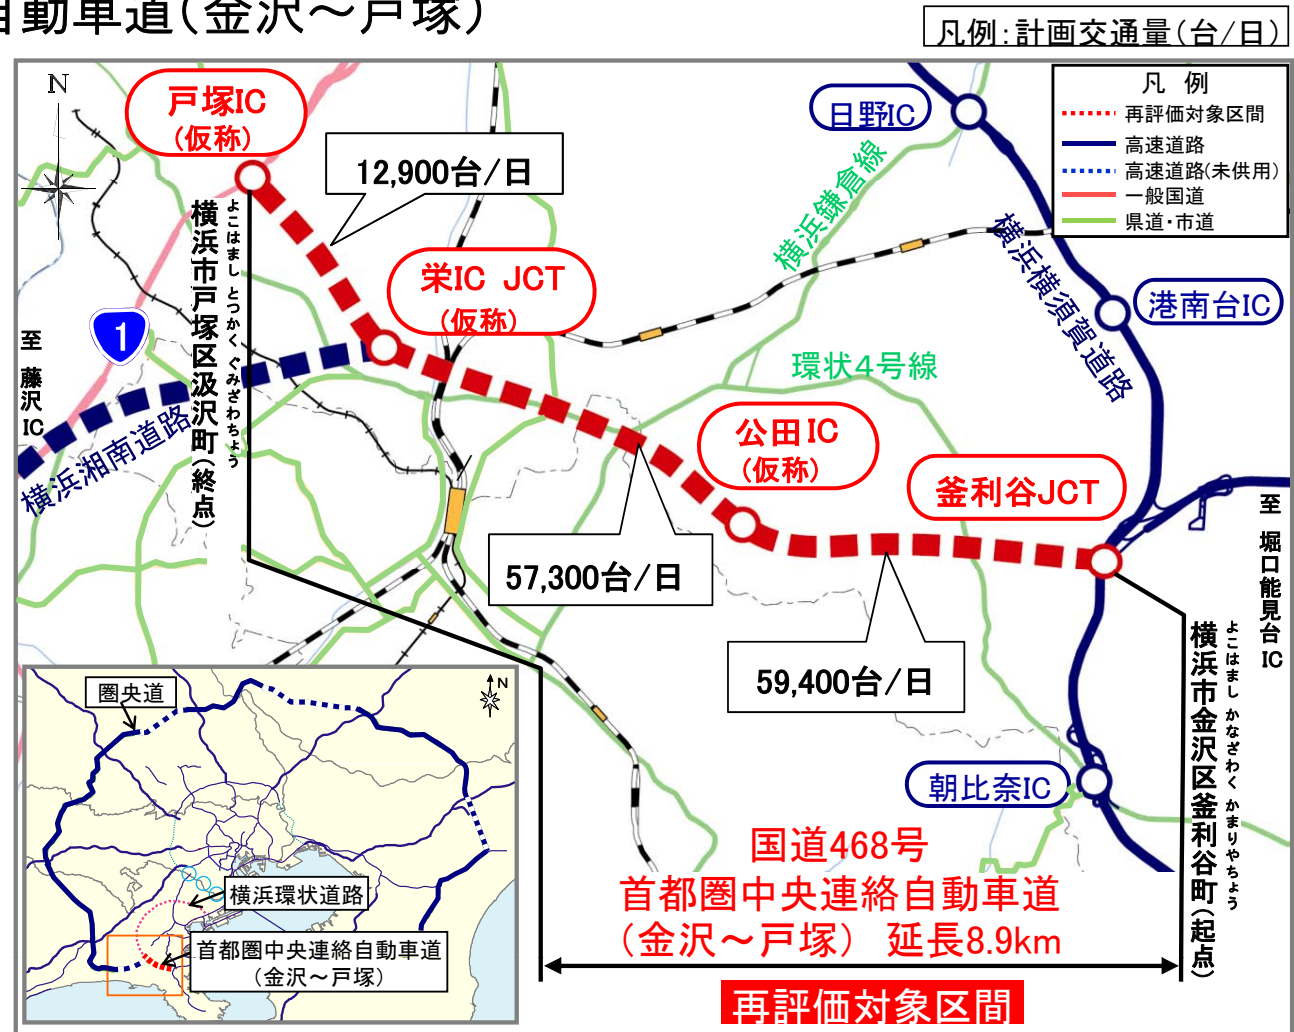 自動車道(金沢～戸塚)
凡例:計画交通量(台/日)
凡 例
再評価対象区間
高速道路
高速道路(未供用)
一般国道
県道・市道
N
戸塚IC
(仮称)
12,900台/日
日野IC
横浜鎌倉線
横浜横須賀道路
港南台IC
栄IC JCT
(仮称)
環状4号線
1
至 藤沢IC
横浜湘南道路
横浜市戸塚区汲沢町(終点)
よこはまし とつかく ぐみざわちょう
公田IC
(仮称)
釜利谷JCT
57,300台/日
59,400台/日
至 堀口能見台IC
横浜市金沢区釜利谷町(起点)
よこはまし かなざわく かまりやちょう
朝比奈IC
圏央道
N
横浜環状道路
首都圏中央連絡自動車道
(金沢～戸塚)
国道468号
首都圏中央連絡自動車道
(金沢～戸塚) 延長8.9km
再評価対象区間